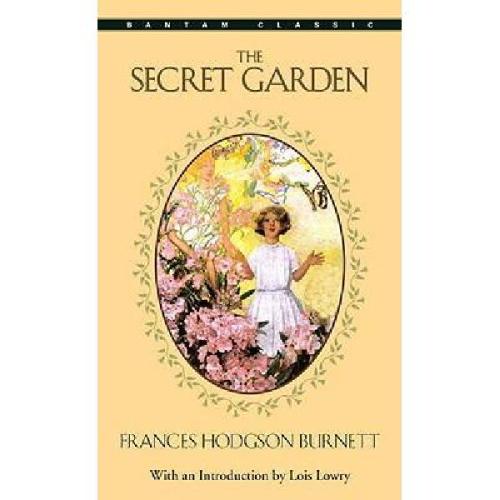 BANTAM CLASSIC
THE
SECRET GARDEN
FRANCES HODGSON BURNETT
With an Introduction by Lois Lowry